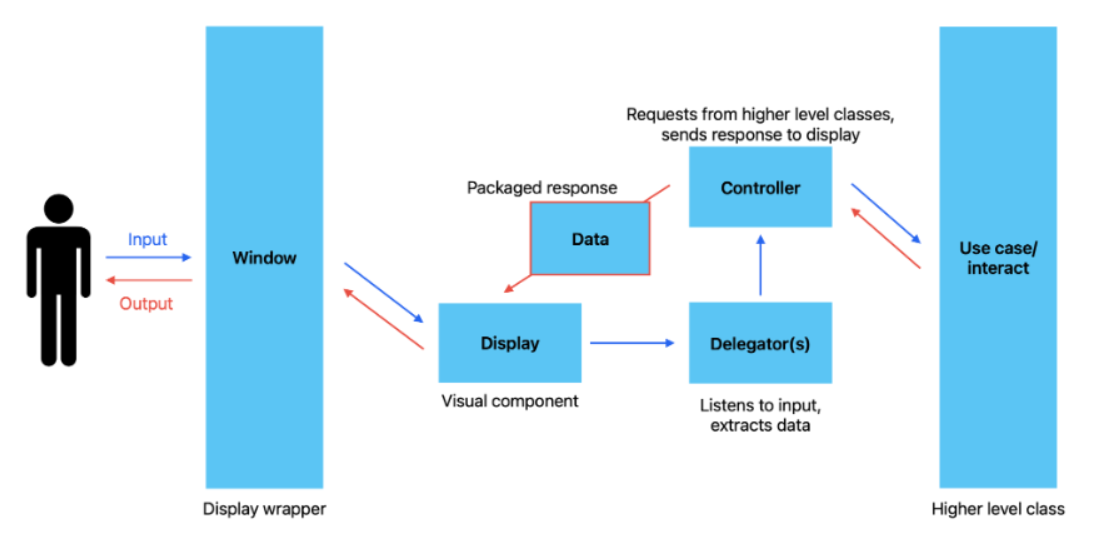 Requests from higher level classes,
sends response to display
Packaged response
Controller
Input
Data
Window
Use case/
interact
Output
Display
Delegator(s)
Visual component
Listens to input,
extracts data
Display wrapper
Higher level class